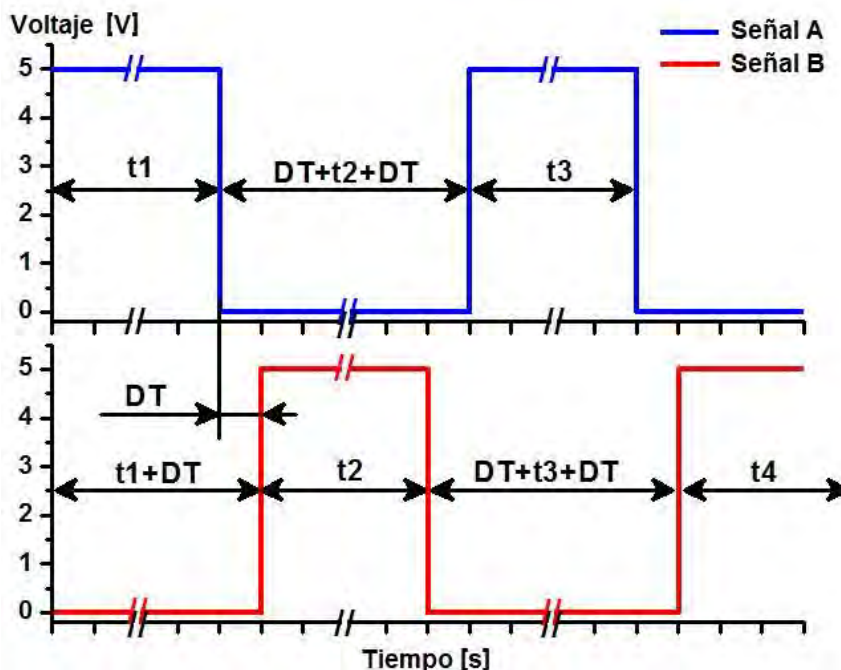 Voltaje [V]
Señal A
Señal B
5
4
3
2
1
0
t1
DT+t2+DT
t3
5
4
3
2
1
0
DT
t1+DT
t2
DT+t3+DT
t4
Tiempo [s]